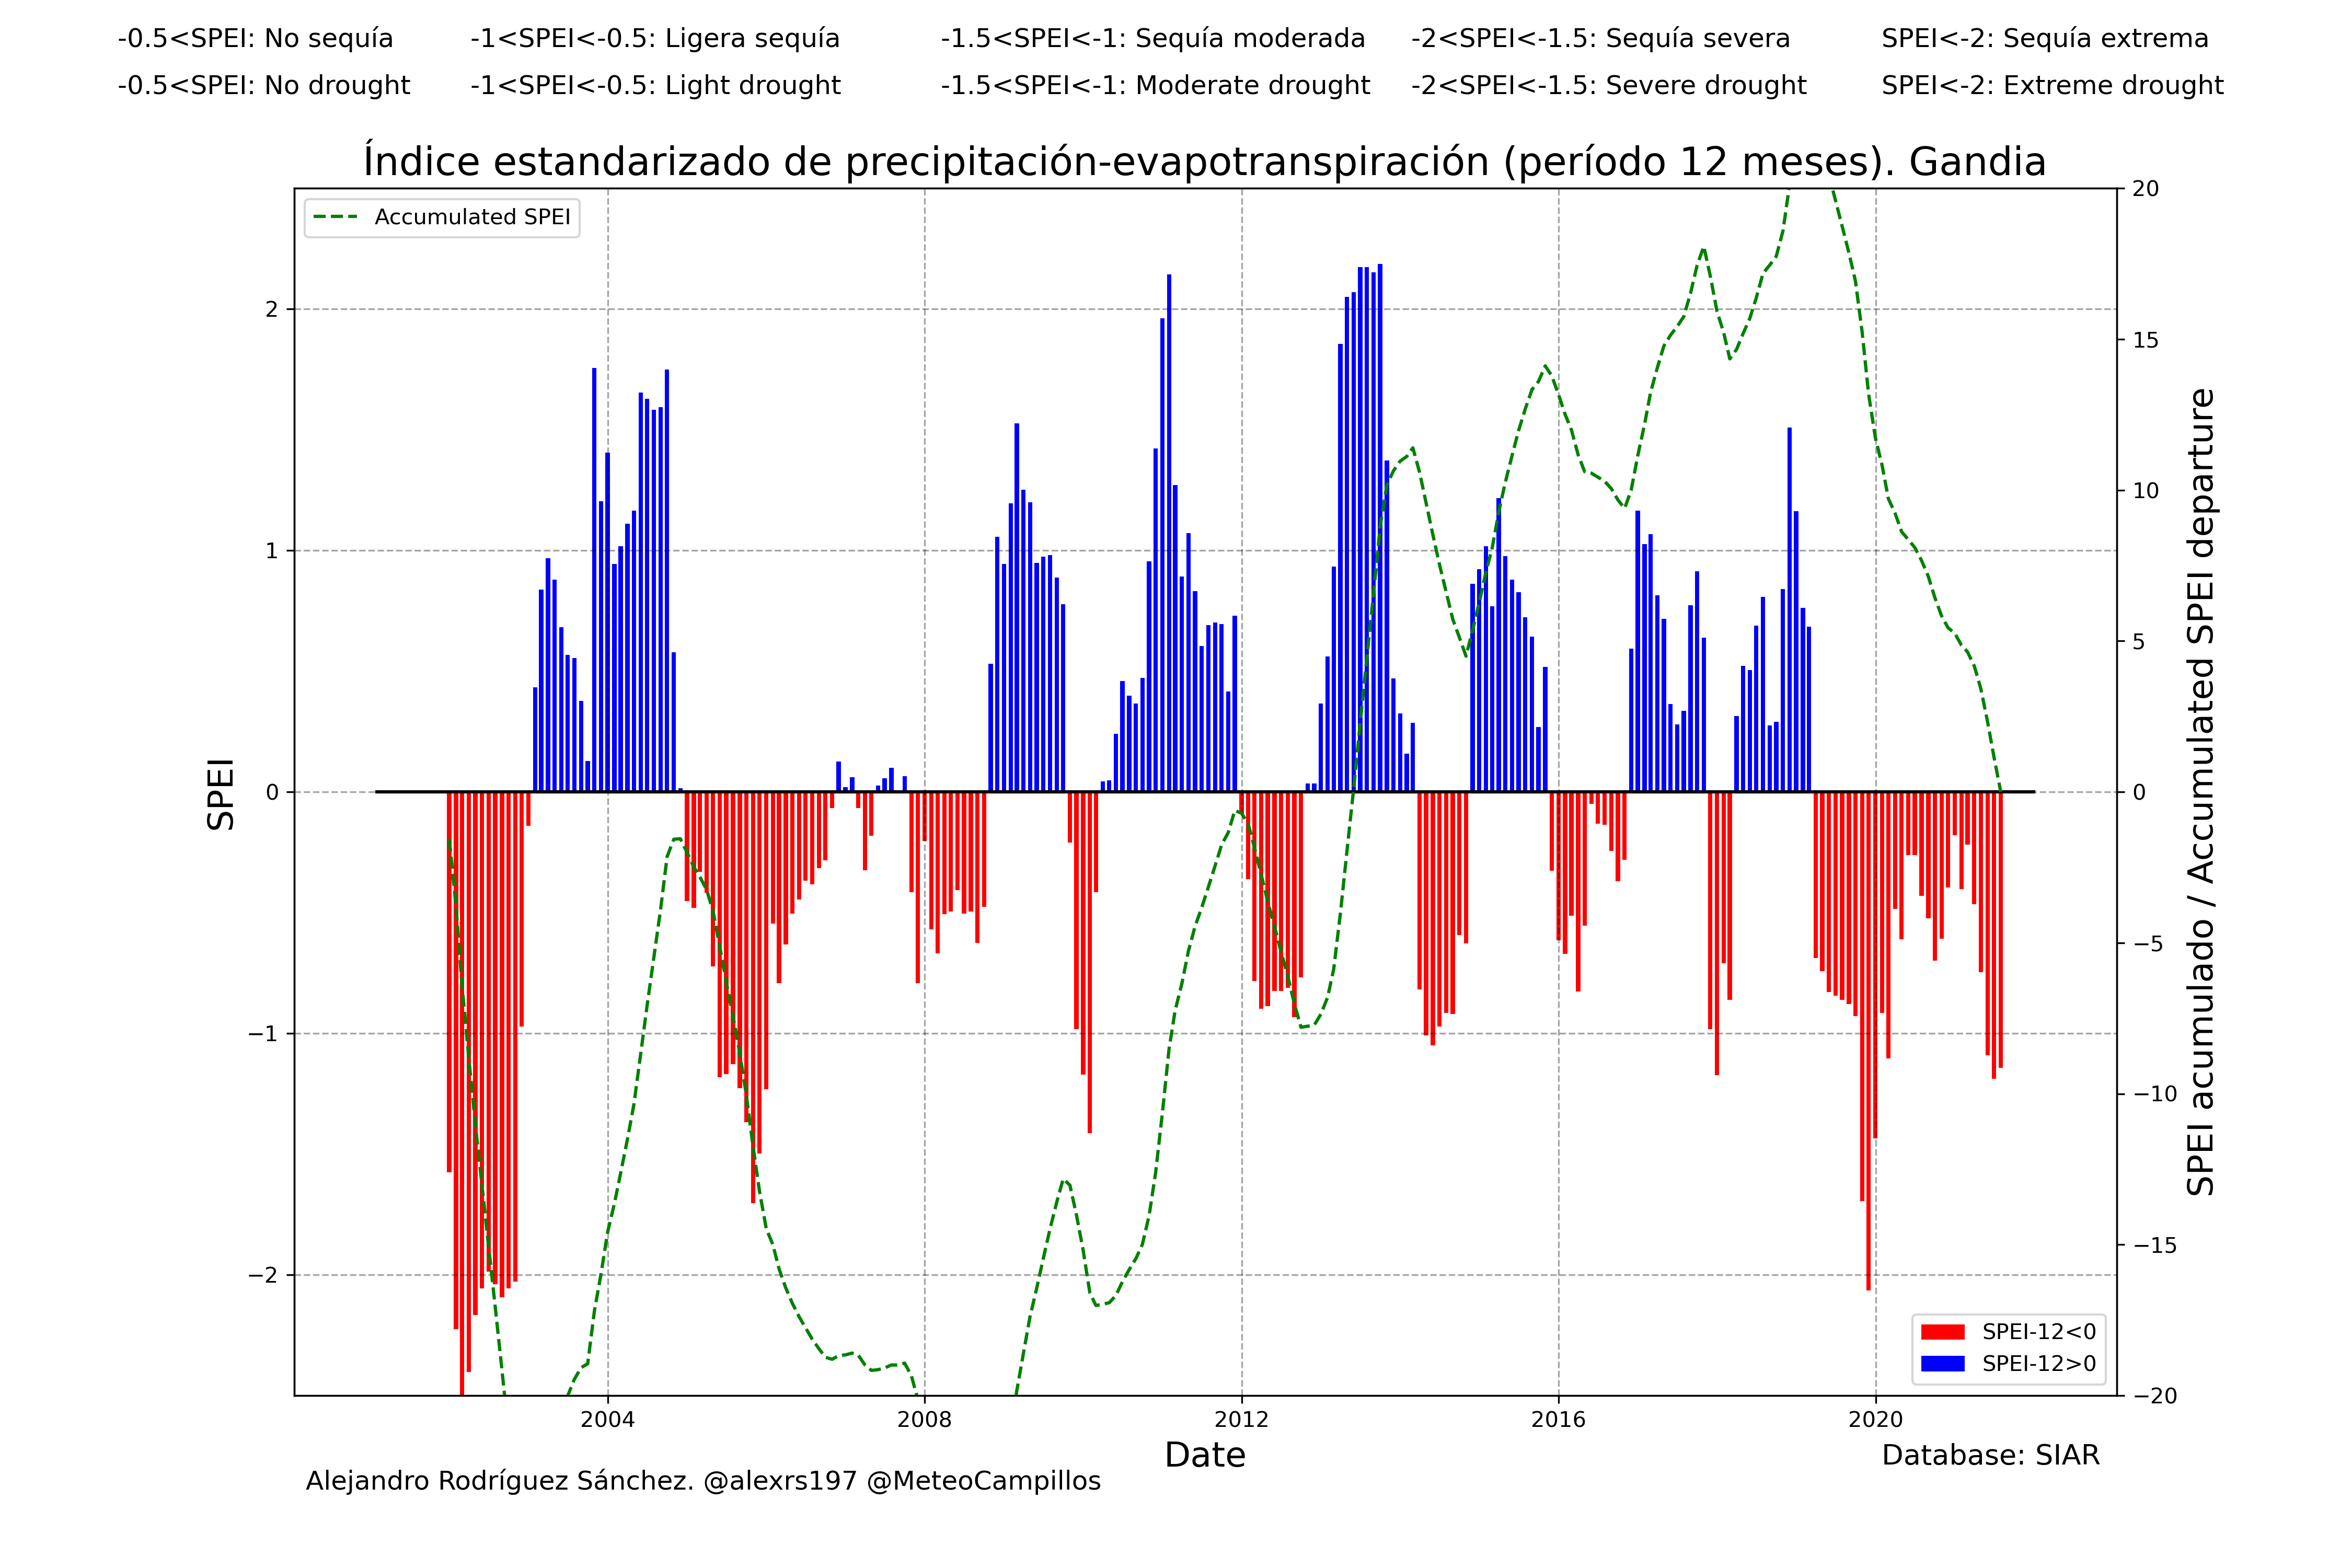 -0.5<SPEI: No sequía -1<SPEI<-0.5: Ligera sequía -1.5<SPEI<-1: Sequía moderada -2<SPEI<-1.5: Sequía severa SPEI<-2: Sequía extrema
-0.5<SPEI: No drought -1<SPEI<-0.5: Light drought -1.5<SPEI<-1: Moderate drought -2<SPEI<-1.5: Severe drought SPEI<-2: Extreme drought
Índice estandarizado de precipitación-evapotranspiración (período 12 meses). Gandia
Accumulated SPEI
SPEI
2
1
0
−1
−2
20
15
10
5
0
−5
−10
−15
−20
SPEI acumulado / Accumulated SPEI departure
SPEI-12<0
SPEI-12>0
2004 2008 2012 2016 2020
Date
Database: SIAR
Alejandro Rodríguez Sánchez. @alexrs197 @MeteoCampillos